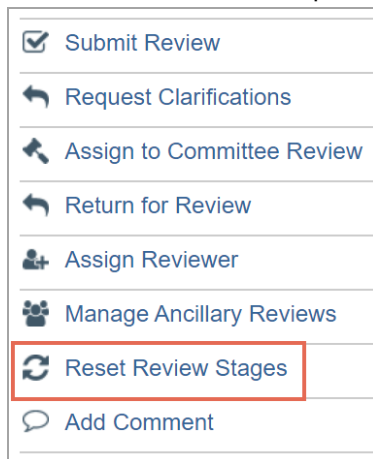 Submit Review
Request Clarifications
Assign to Committee Review
Return for Review
Assign Reviewer
Manage Ancillary Reviews
Reset Review Stages
Add Comment